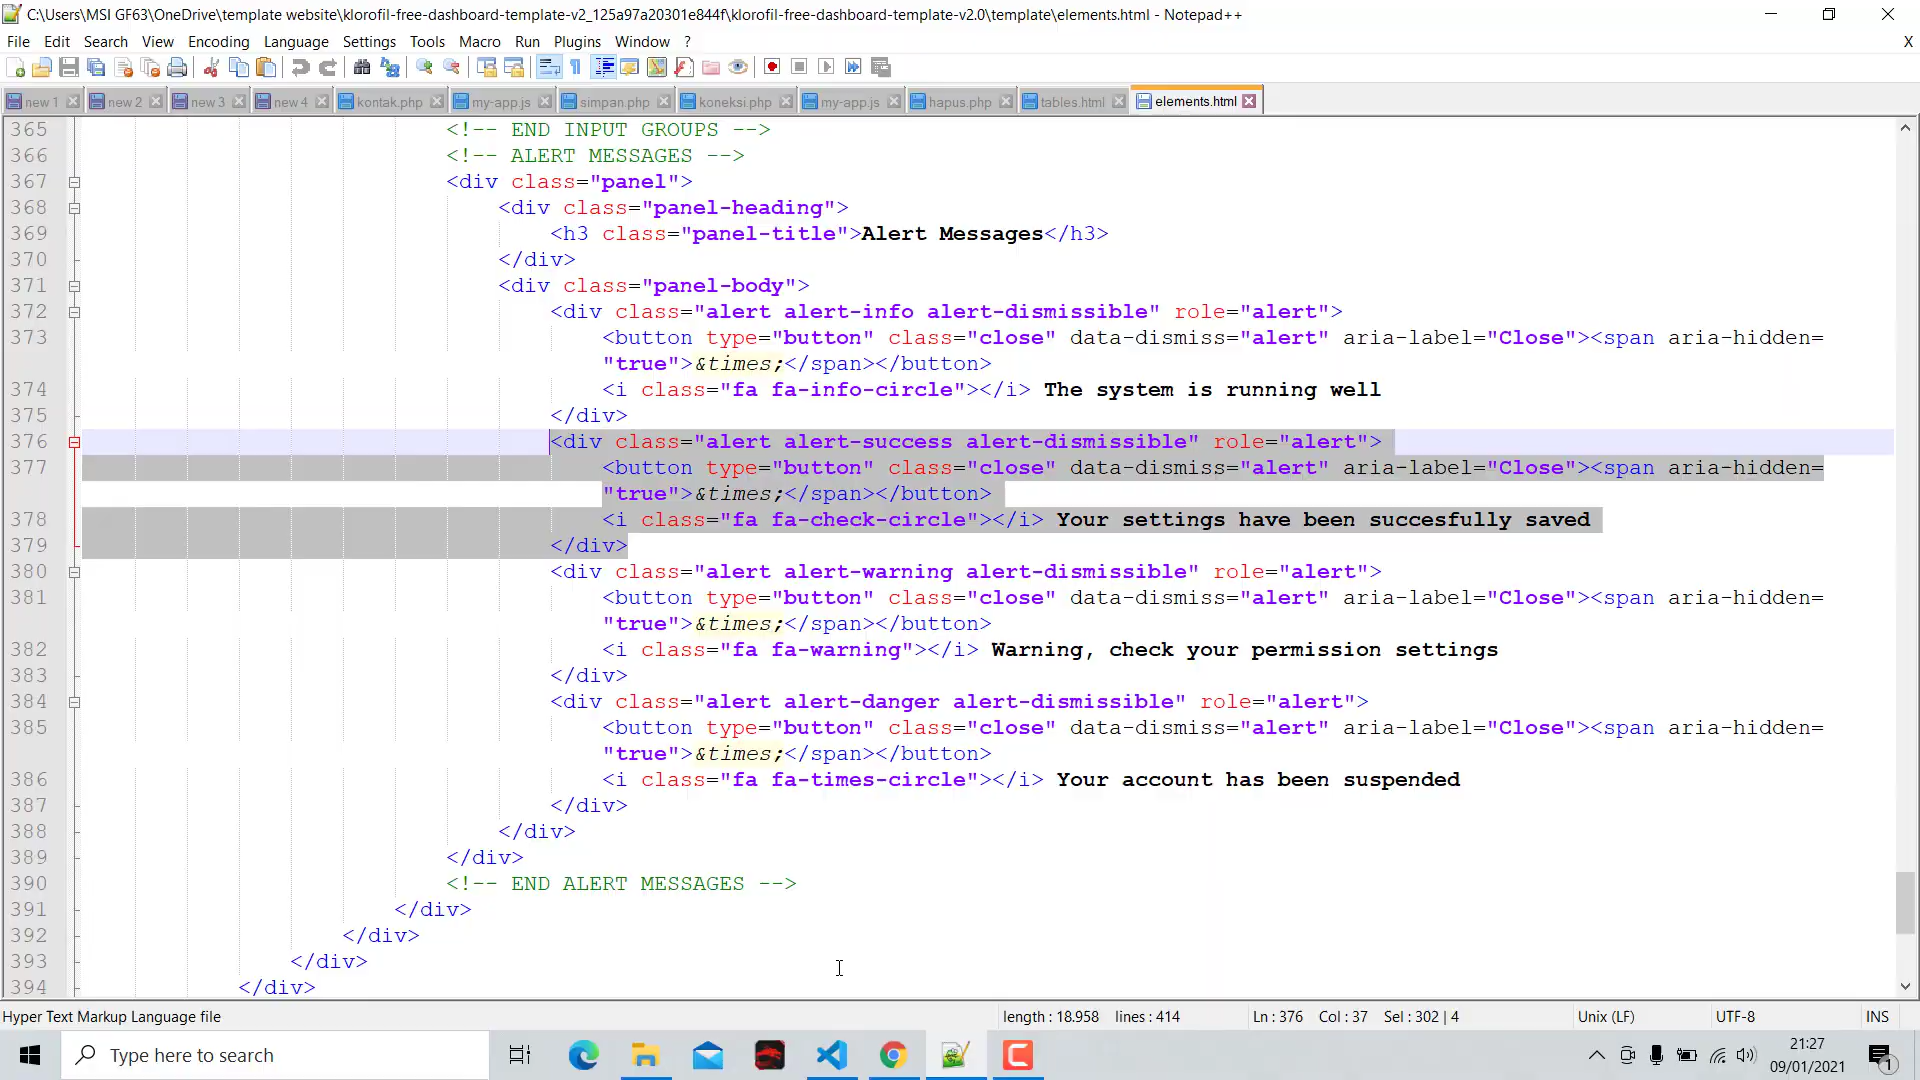 C:\Users\MSI GF63\OneDrive\template website\klorofil-free-dashboard-template-v2_125a97a20301e844f\klorofil-free-dashboard-template-v2.0\template\elements.html - Notepad++
File Edit Search View Encoding Language Settings Tools Macro Run Plugins Window ? X
new 1 new 2 new 3 new 4 kontak.php my-app.js simpan.php koneksi.php my-app.js hapus.php tables.html elements.html
365 <!-- END INPUT GROUPS -->
366 <!-- ALERT MESSAGES -->
367 <div class="panel">
368 <div class="panel-heading">
369 <h3 class="panel-title">Alert Messages</h3>
370 </div>
371 <div class="panel-body">
372 <div class="alert alert-info alert-dismissible" role="alert">
373 <button type="button" class="close" data-dismiss="alert" aria-label="Close"><span aria-hidden=
"true">&times;</span></button>
374 <i class="fa fa-info-circle"></i> The system is running well
375 </div>
376 <div class="alert alert-success alert-dismissible" role="alert">
377 <button type="button" class="close" data-dismiss="alert" aria-label="Close"><span aria-hidden=
"true">&times;</span></button>
378 <i class="fa fa-check-circle"></i> Your settings have been succesfully saved
379 </div>
380 <div class="alert alert-warning alert-dismissible" role="alert">
381 <button type="button" class="close" data-dismiss="alert" aria-label="Close"><span aria-hidden=
"true">&times;</span></button>
382 <i class="fa fa-warning"></i> Warning, check your permission settings
383 </div>
384 <div class="alert alert-danger alert-dismissible" role="alert">
385 <button type="button" class="close" data-dismiss="alert" aria-label="Close"><span aria-hidden=
"true">&times;</span></button>
386 <i class="fa fa-times-circle"></i> Your account has been suspended
387 </div>
388 </div>
389 </div>
390 <!-- END ALERT MESSAGES -->
391 </div>
392 </div>
393 </div>
394 </div>
Hyper Text Markup Language file length : 18.958 lines : 414 Ln : 376 Col : 37 Sel : 302 | 4 Unix (LF) UTF-8 INS
Type here to search
21:27
09/01/2021
1